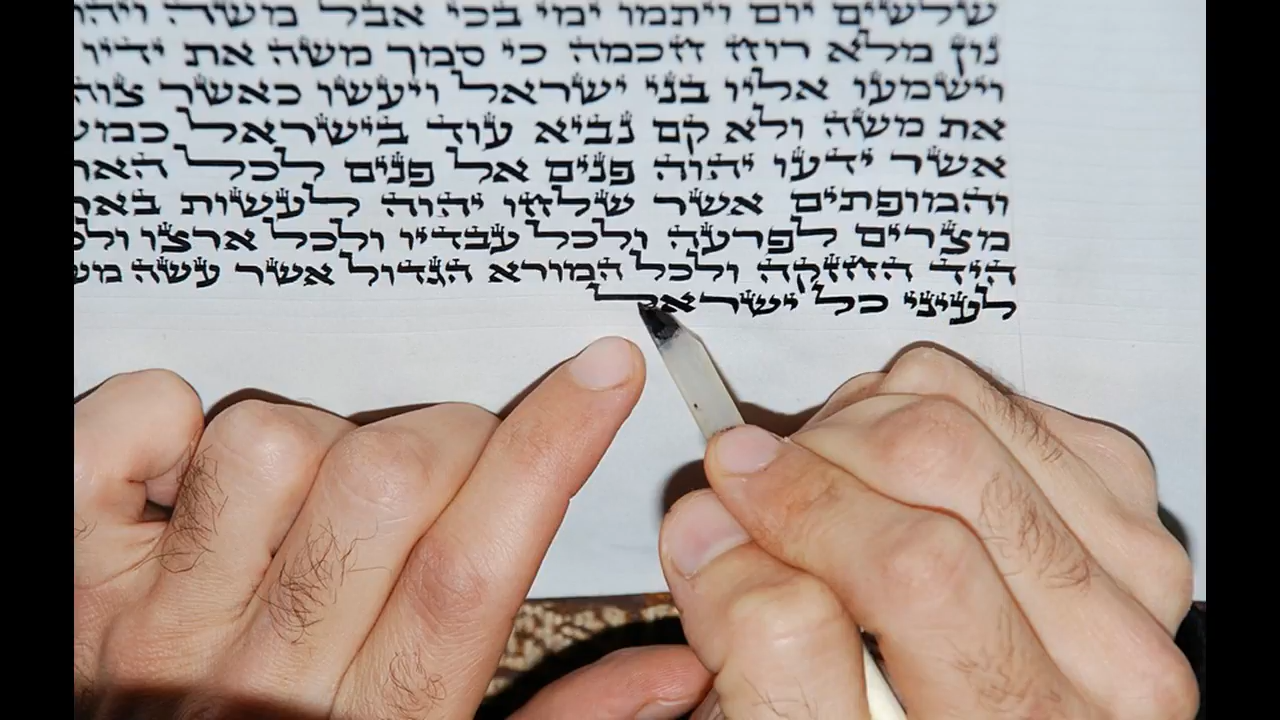 שלשים יום ויתמו ימי בכי אבל משה
נון מלא רוח חכמה כי סמך משה את ידיו
וישמעו אליו בני ישראל ויעשו כאשר צוה
את משה ולא קם נביא עוד בישראל
אשר ידעו יהוה פנים אל פנים לכל
והמופתים אשר שלחו יהוה לעשות
מצרים לפרעה ולכל עבדיו ולכל ארצו
היד החזקה ולכל המורא הגדול אשר עשה
לעיני כל ישראל